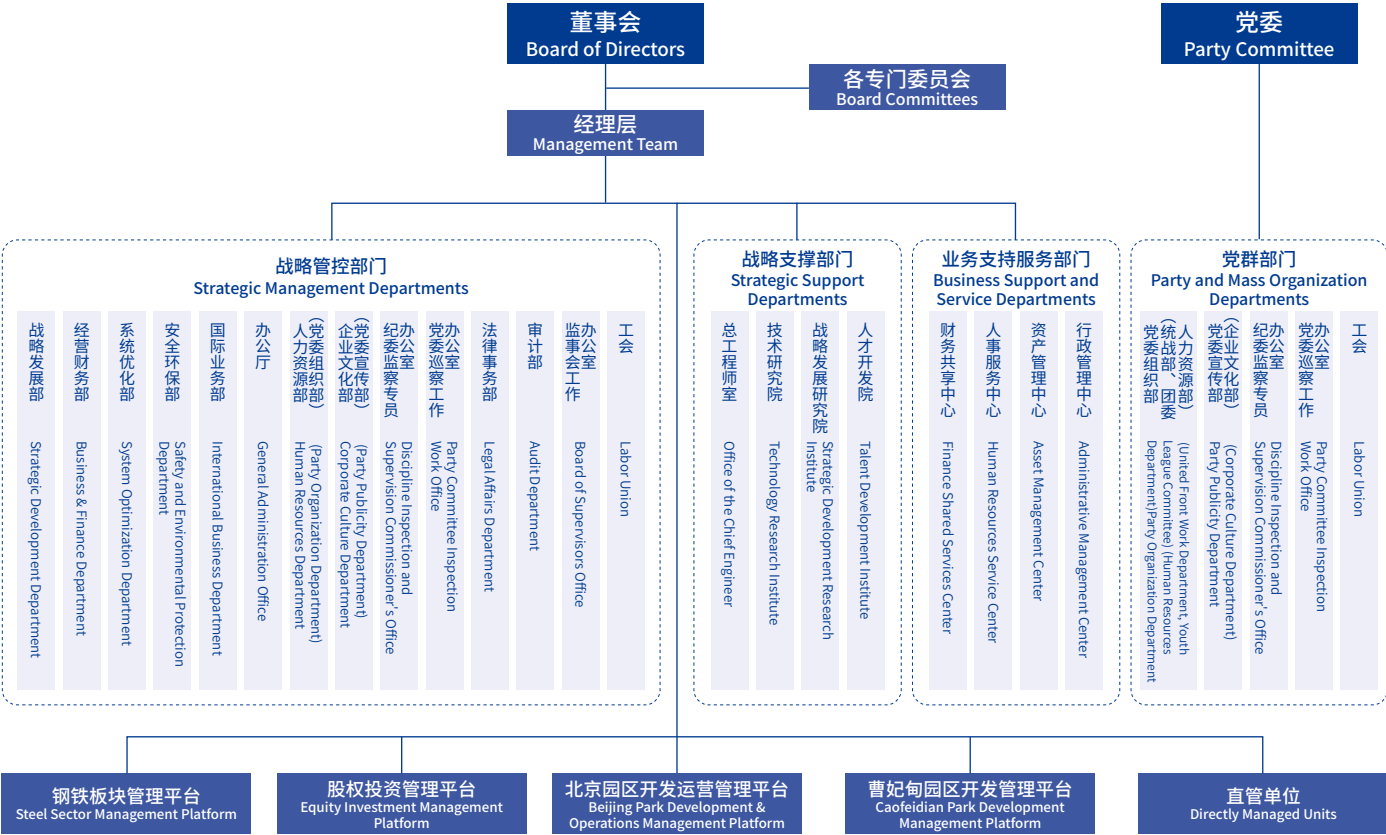 董事会
Board of Directors
党委
Party Committee
各专门委员会
Board Committees
经理层
Management Team
战略管控部门
Strategic Management Departments
战略发展部
Strategic Development Department
经营财务部
Business & Finance Department
系统优化部
System Optimization Department
安全环保部
Safety and Environmental Protection
Department
国际业务部
International Business Department
办公厅
General Administration Office
(党委组织部)
人力资源部
(Party Organization Department)
Human Resources Department
(党委宣传部)
企业文化部
(Party Publicity Department)
Corporate Culture Department
办公室
纪委监察专员
Discipline Inspection and
Supervision Commissioner's Office
办公室
党委巡察工作
Party Committee Inspection
Work Office
法律事务部
Legal Affairs Department
审计部
Audit Department
办公室
监事会工作
Board of Supervisors Office
工会
Labor Union
战略支撑部门
Strategic Support
Departments
总工程师室
Office of the Chief Engineer
技术研究院
Technology Research Institute
战略发展研究院
Strategic Development Research
Institute
人才开发院
Talent Development Institute
业务支持服务部门
Business Support and
Service Departments
财务共享中心
Finance Shared Services Center
人事服务中心
Human Resources Service Center
资产管理中心
Asset Management Center
行政管理中心
Administrative Management Center
党群部门
Party and Mass Organization
Departments
人力资源部)
(统战部、团委
党委组织部
(United Front Work Department, Youth
League Committee) (Human Resources
Department)Party Organization Department
(企业文化部)
党委宣传部
(Corporate Culture Department)
Party Publicity Department
办公室
纪委监察专员
Discipline Inspection and
Supervision Commissioner's Office
办公室
党委巡察工作
Party Committee Inspection
Work Office
工会
Labor Union
钢铁板块管理平台
Steel Sector Management Platform
股权投资管理平台
Equity Investment Management
Platform
北京园区开发运营管理平台
Beijing Park Development &
Operations Management Platform
曹妃甸园区开发管理平台
Caofeidian Park Development
Management Platform
直管单位
Directly Managed Units